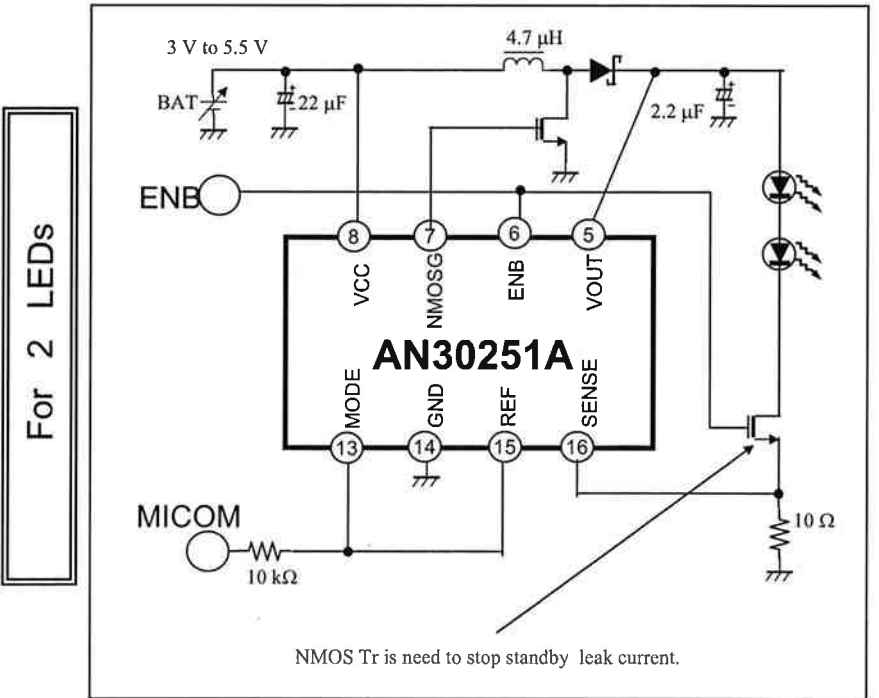 For 2 LEDs
3 V to 5.5 V
4.7 μH
BAT
22 μF
2.2 μF
ENB
8
7
6
5
VCC
NMOSG
ENB
VOUT
AN30251A
MODE
GND
REF
SENSE
13
14
15
16
MICOM
10 kΩ
10 Ω
NMOS Tr is need to stop standby leak current.